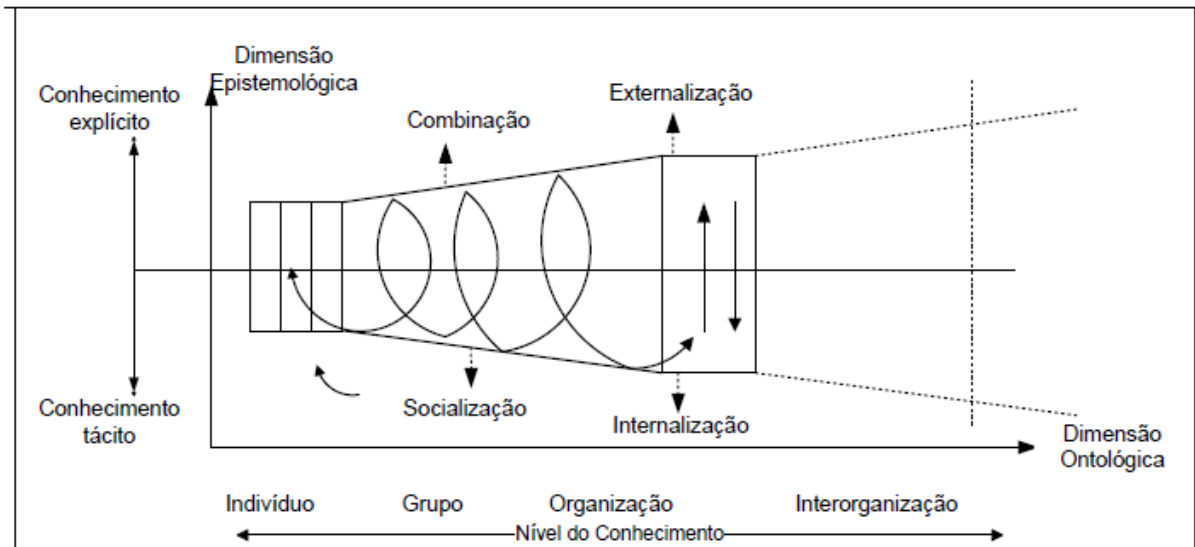 Dimensão
Epistemológica
Conhecimento
explícito
Externalização
Combinação
Conhecimento
tácito
Socialização
Internalização
Dimensão
Ontológica
Indivíduo
Grupo
Organização
Interorganização
Nível do Conhecimento